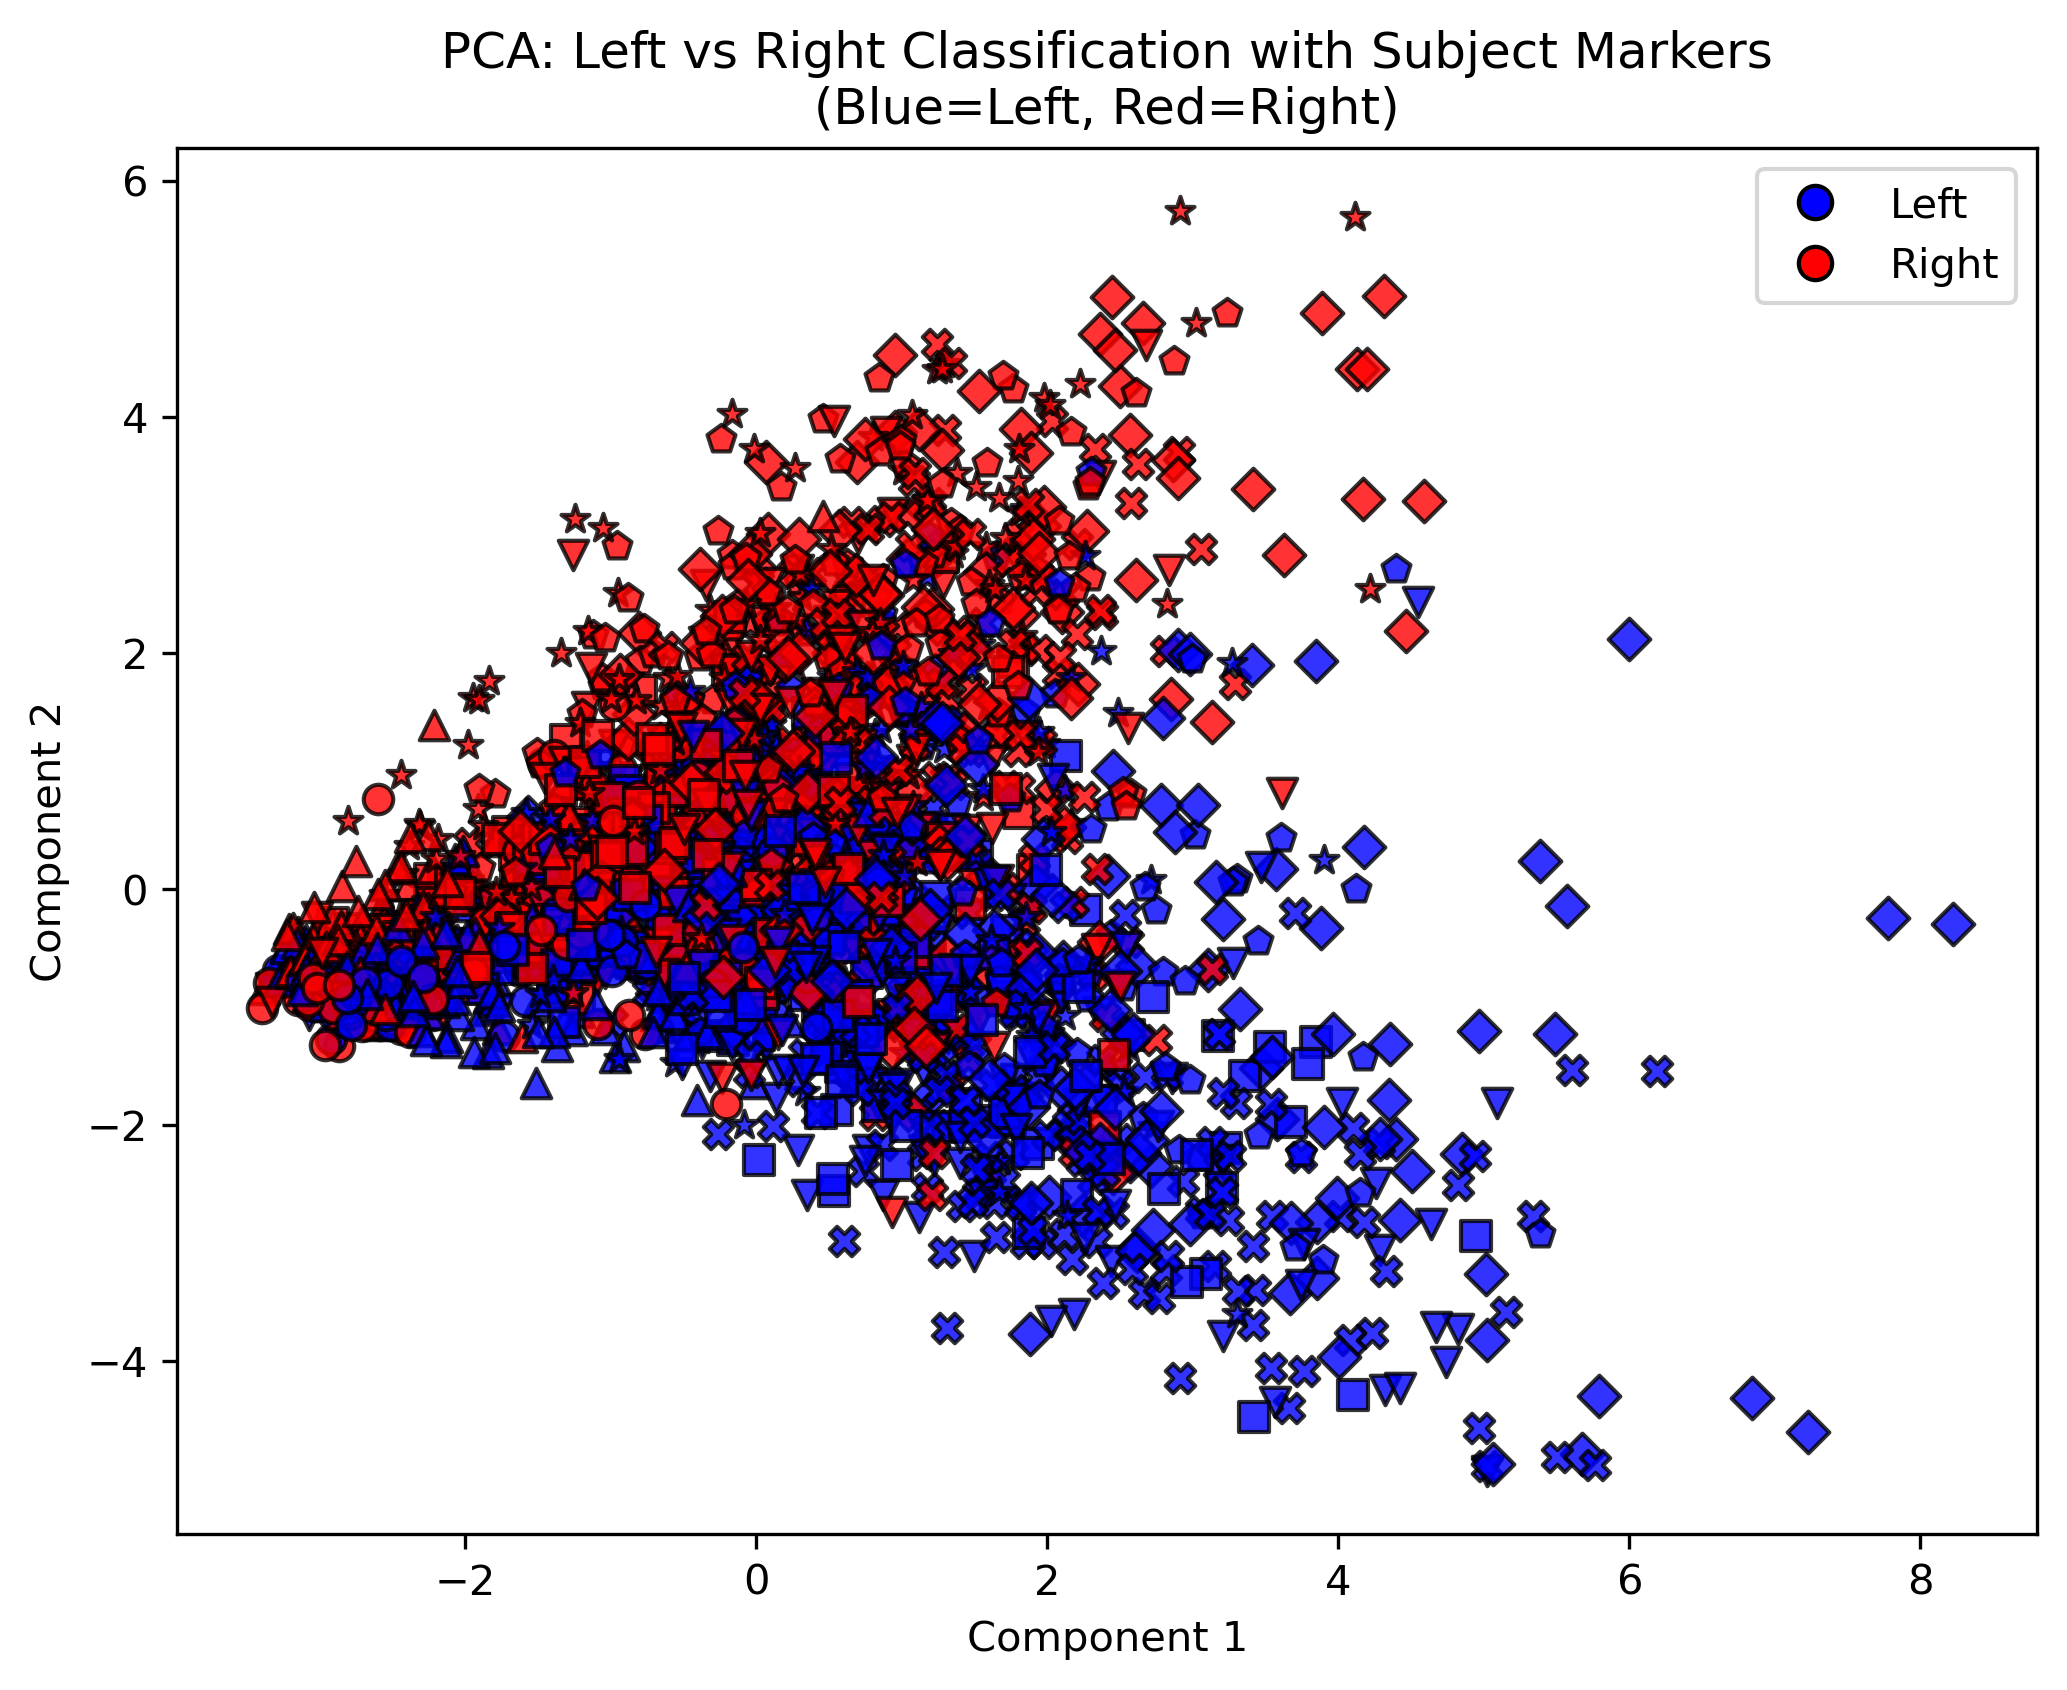 PCA: Left vs Right Classification with Subject Markers
(Blue=Left, Red=Right)
Left
Right
6
4
2
0
−2
−4
Component 2
−2
0
2
4
6
8
Component 1